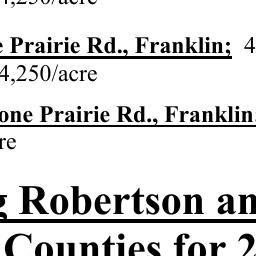 4,250/acre
e Prairie Rd., Franklin; 4
4,250/acre
one Prairie Rd., Franklin;
re
g Robertson an
Counties for 2